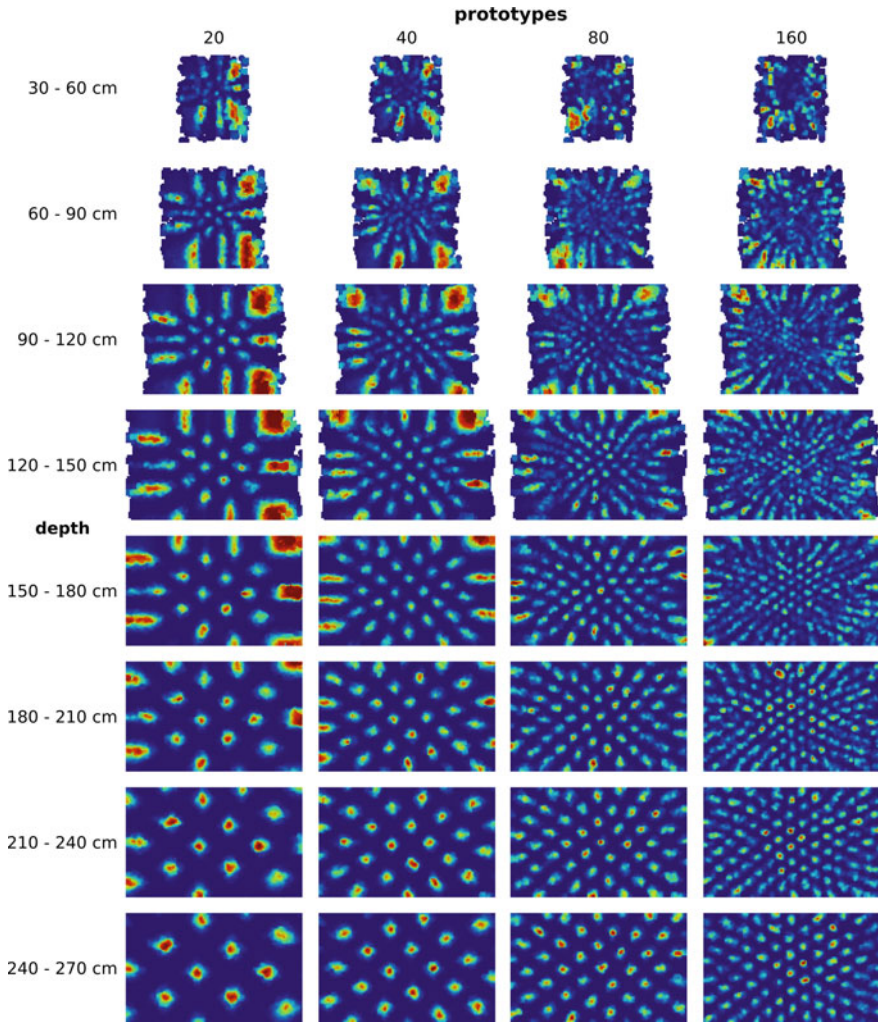 prototypes
20 40 80 160
30 - 60 cm
60 - 90 cm
90 - 120 cm
120 - 150 cm
depth
150 - 180 cm
180 - 210 cm
210 - 240 cm
240 - 270 cm